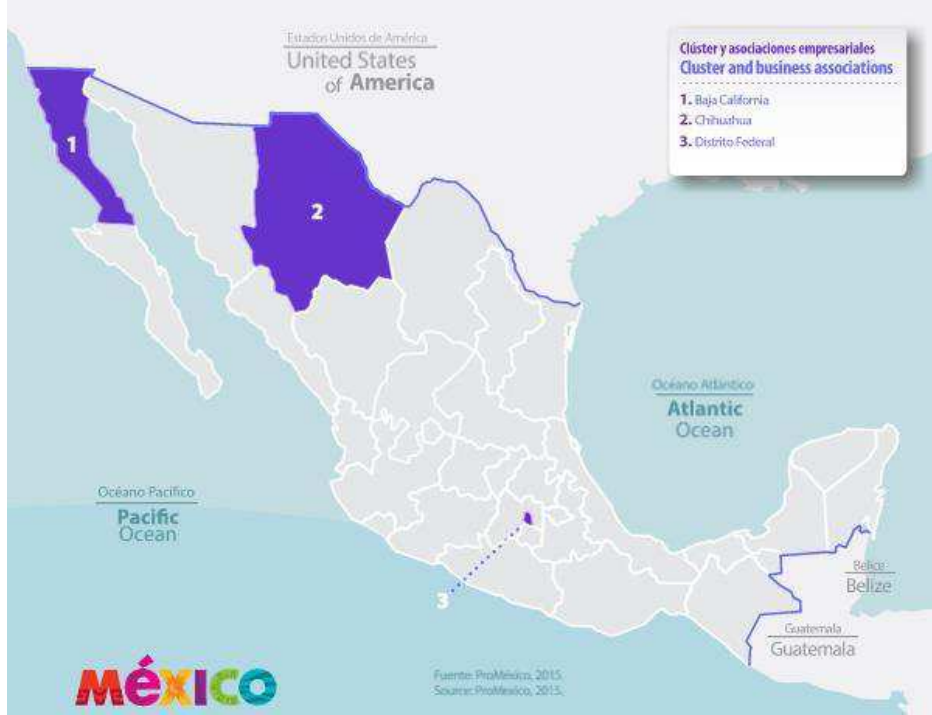 Estados Unidos de América
United States
of America
Clúster y asociaciones empresariales
Cluster and business associations
1. Baja California
2. Chihuahua
3. Distrito Federal
1
2
Océano Atlántico
Atlantic
Ocean
Océano Pacífico
Pacific
Ocean
3
Belice
Belize
Guatemala
Guatemala
MéxICO
Fuente: ProMéxico, 2015.
Source: ProMexico, 2015.